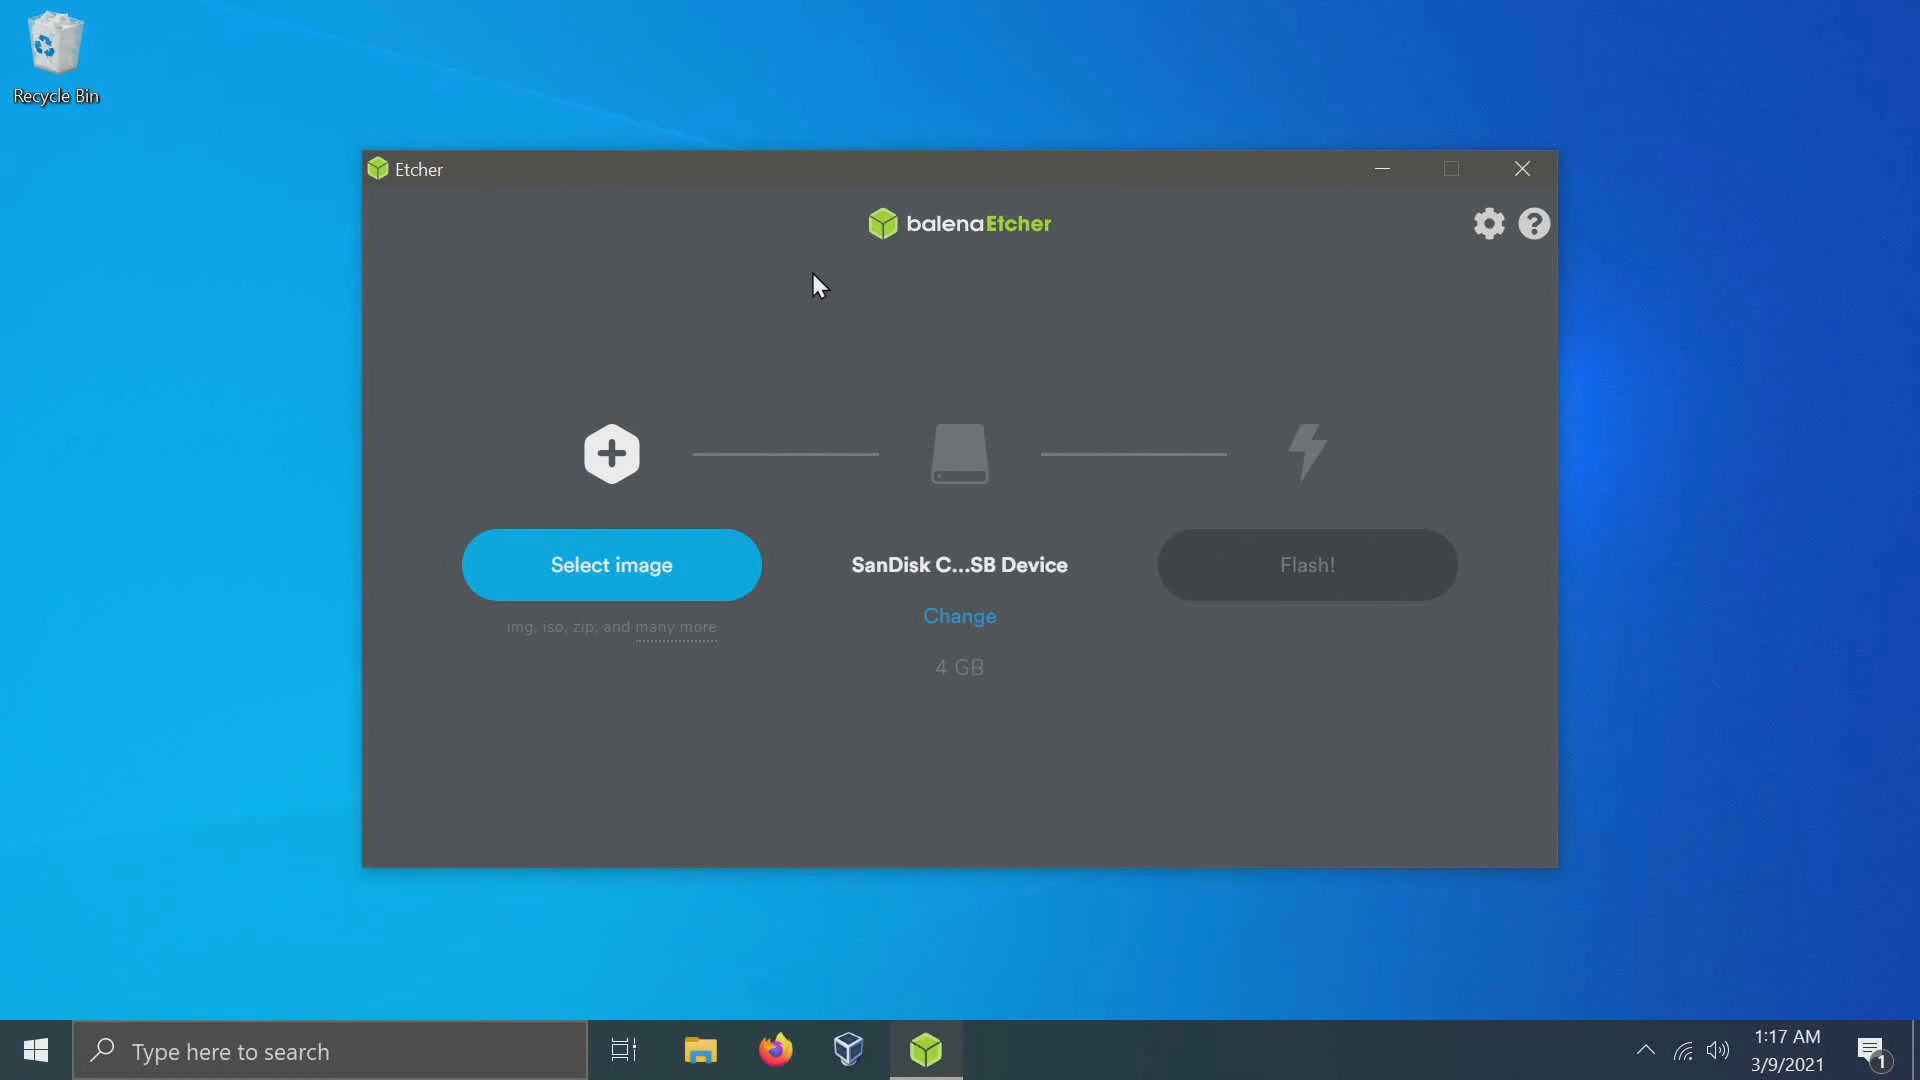 Recycle Bin
Etcher
balenaEtcher
Select image
SanDisk C...SB Device
Flash!
img, iso, zip, and many more
Change
4 GB
Type here to search
1:17 AM
3/9/2021
1